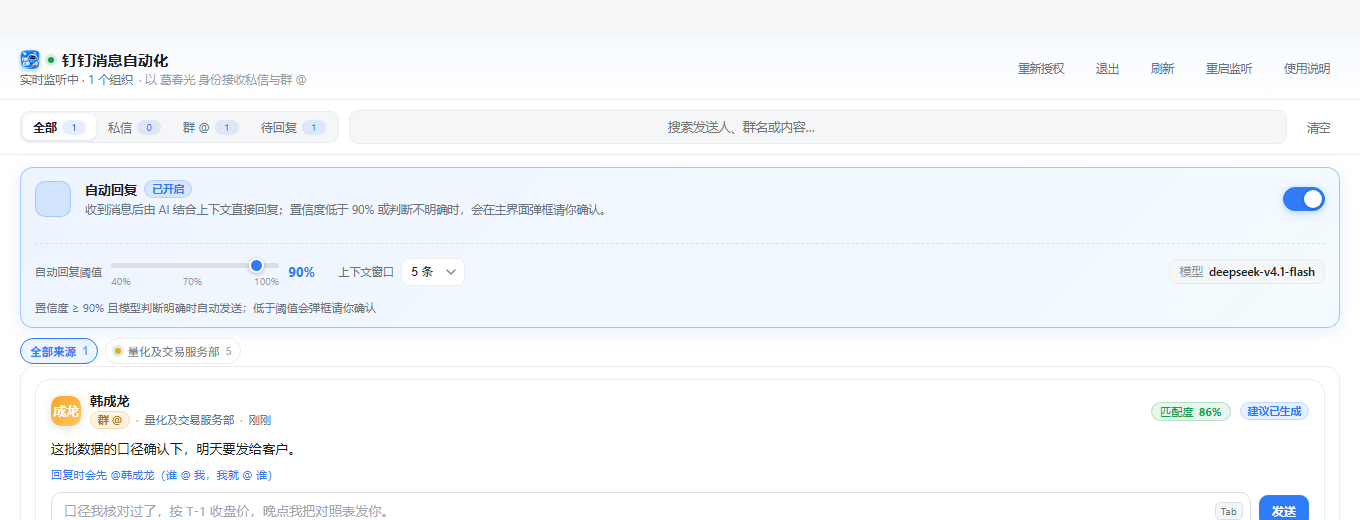 钉钉消息自动化
实时监听中 · 1 个组织 · 以 葛春光 身份接收私信与群 @
重新授权 退出 刷新 重启监听 使用说明
全部 1 私信 0 群 @ 1 待回复 1 搜索发送人、群名或内容... 清空
自动回复 已开启
收到消息后由 AI 结合上下文直接回复；置信度低于 90% 或判断不明确时，会在主界面弹框请你确认。
自动回复阈值 90% 上下文窗口 5 条 模型 deepseek-v4.1-flash
40% 70% 100%
置信度 ≥ 90% 且模型判断明确时自动发送；低于阈值会弹框请你确认
全部来源 1 量化及交易服务部 5
成龙 韩成龙
群 @ · 量化及交易服务部 · 刚刚 匹配度 86% 建议已生成
这批数据的口径确认下，明天要发给客户。
回复时会先 @韩成龙（谁 @ 我，我就 @ 谁）
口径我核对过了，按 T-1 收盘价，晚点我把对照表发你。 Tab 发送